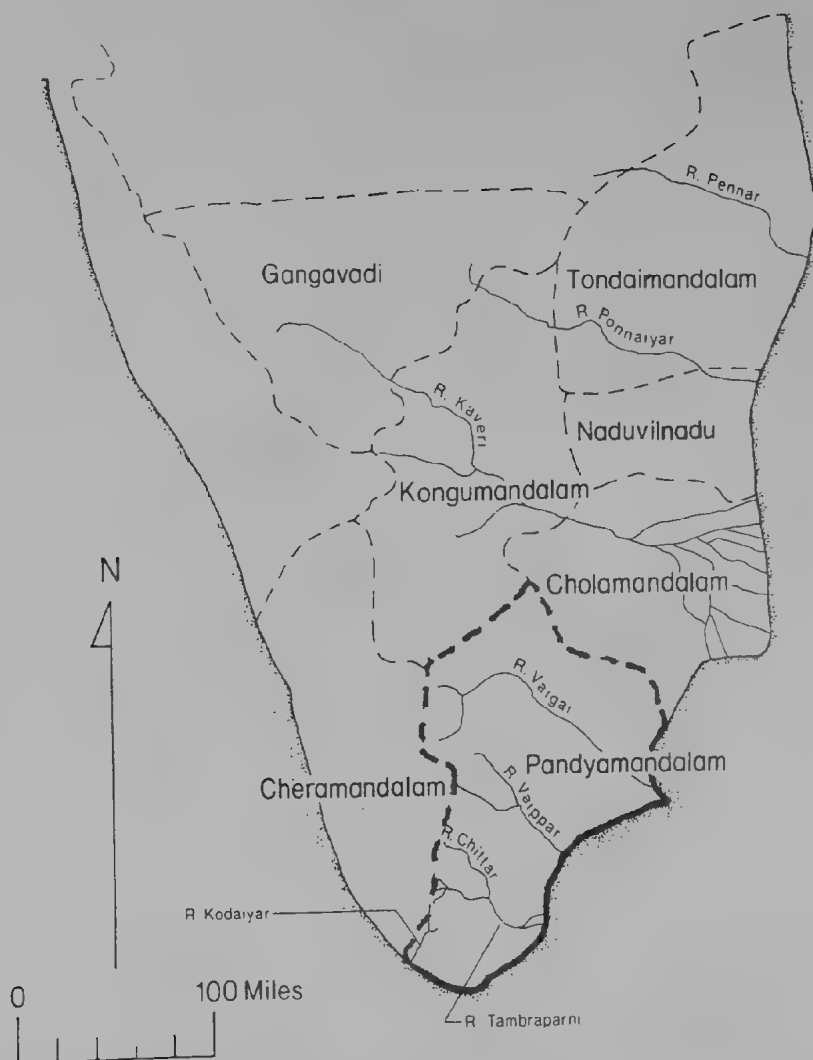 R. Pennar
Gangavadi
Tondaimandalam
R. Ponnaiyar
R. Kaveri
Naduvilnadu
Kongumandalam
N
Cholamandalam
R. Vaigai
Pandyamandalam
Cheramandalam
R. Vaippar
R. Chittar
R Kodaiyar
0
100 Miles
R. Tambraparni